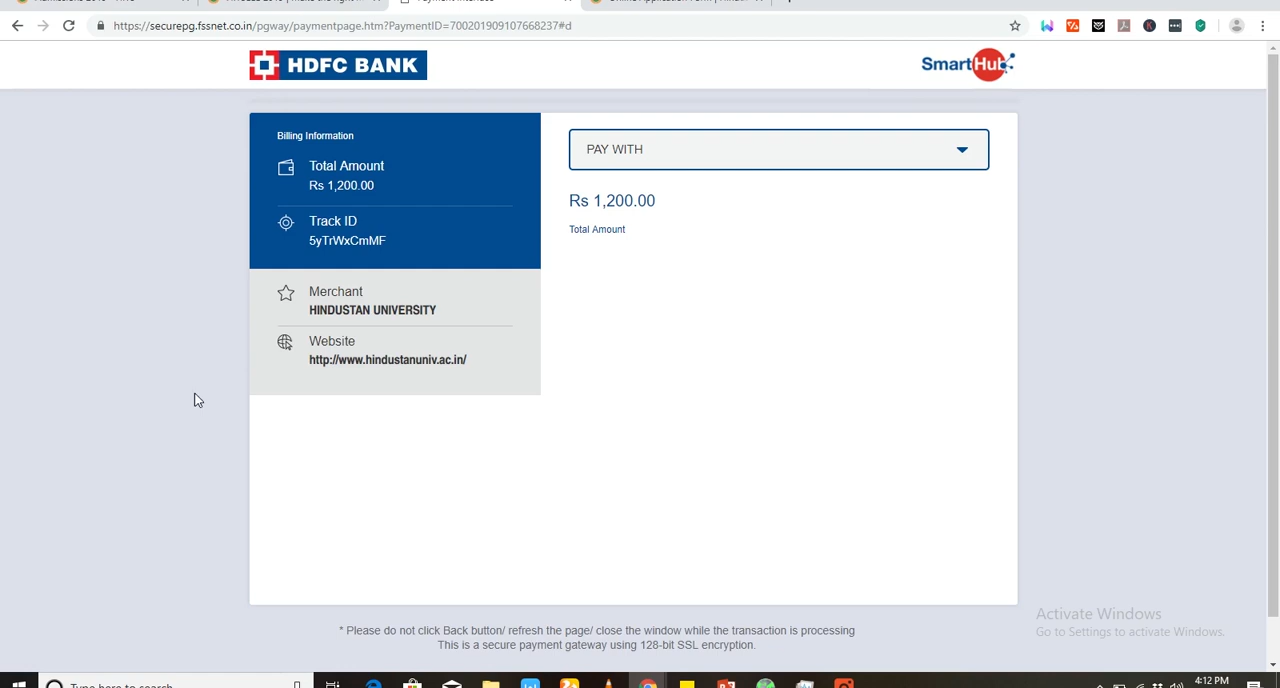 https://securepg.fssnet.co.in/pgway/paymentpage.htm?PaymentID=700201909107668237#d
HDFC BANK
SmartHub
Billing Information
Total Amount
Rs 1,200.00
Track ID
5yTrWxCmMF
Merchant
HINDUSTAN UNIVERSITY
Website
http://www.hindustanuniv.ac.in/
PAY WITH
Rs 1,200.00
Total Amount
* Please do not click Back button/ refresh the page/ close the window while the transaction is processing
This is a secure payment gateway using 128-bit SSL encryption.
Activate Windows
Go to Settings to activate Windows.
Type here to search
4:12 PM